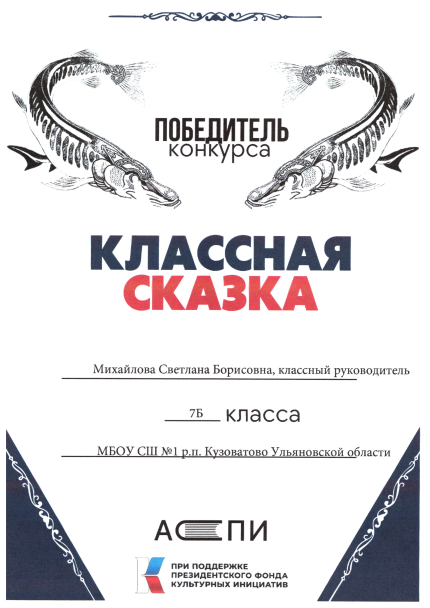 ПОБЕДИТЕЛЬ
конкурса
КЛАССНАЯ
СКАЗКА
Михайлова Светлана Борисовна, классный руководитель
7Б класса
МБОУ СШ №1 р.п. Кузоватово Ульяновской области
АСПИ
ПРИ ПОДДЕРЖКЕ
ПРЕЗИДЕНТСКОГО ФОНДА
КУЛЬТУРНЫХ ИНИЦИАТИВ